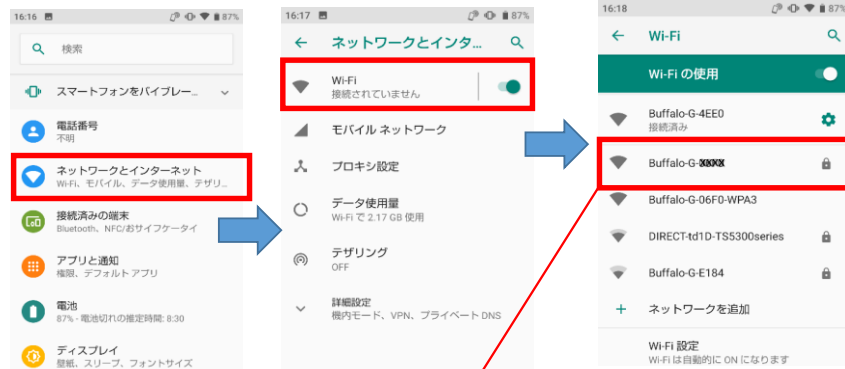 16:16
87%
検索
スマートフォンをバイブレー...
電話番号
不明
ネットワークとインターネット
Wi-Fi、モバイル、データ使用量、テザリ...
接続済みの端末
Bluetooth、NFC/おサイフケータイ
アプリと通知
権限、デフォルト アプリ
電池
87% - 電池切れの推定時間: 8:30
ディスプレイ
壁紙、スリープ、フォントサイズ
16:17
87%
ネットワークとインタ...
Wi-Fi
接続されていません
モバイル ネットワーク
プロキシ設定
データ使用量
Wi-Fi で 2.17 GB 使用
テザリング
OFF
詳細設定
機内モード、VPN、プライベート DNS
16:18
87%
Wi-Fi
Wi-Fi の使用
Buffalo-G-4EE0
接続済み
Buffalo-G-XXXX
Buffalo-G-06F0-WPA3
DIRECT-td1D-TS5300series
Buffalo-G-E184
ネットワークを追加
Wi-Fi 設定
Wi-Fi は自動的に ON になります